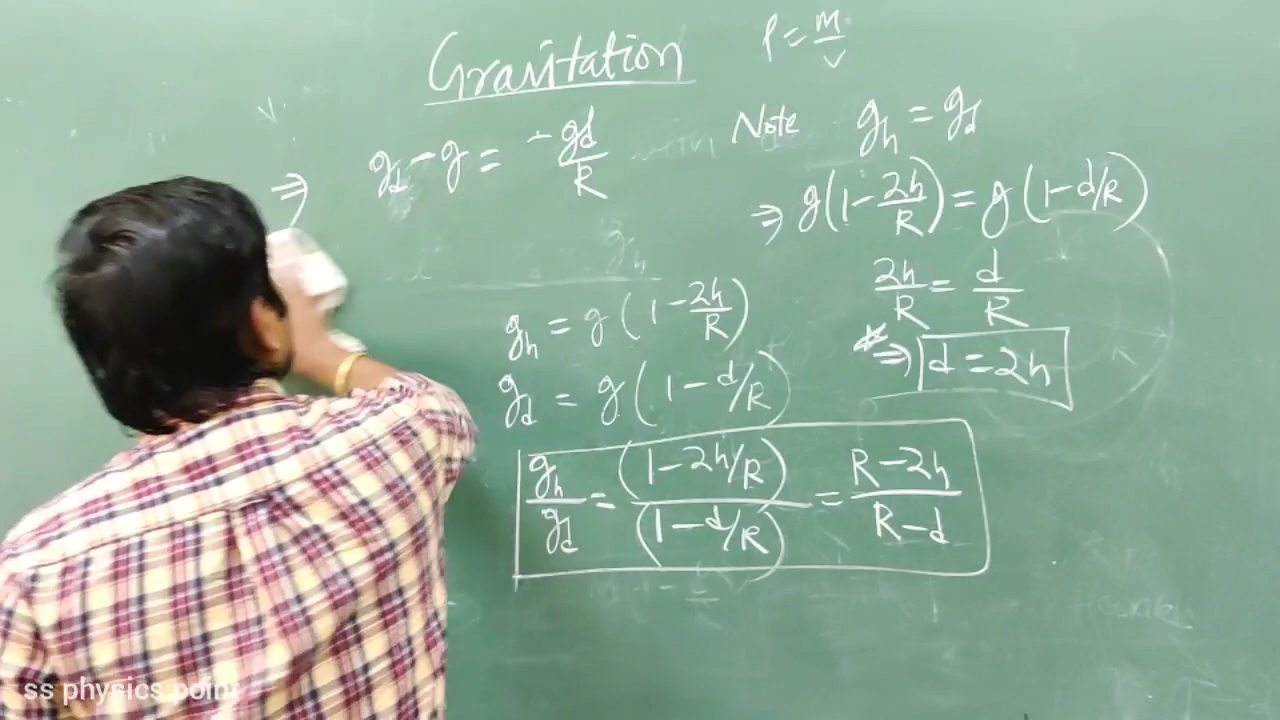 Gravitation
ρ = m/v
⇒ g_d - g = -gd/R
Note g_h = g_d
⇒ g(1 - 2h/R) = g(1 - d/R)
2h/R = d/R
* ⇒ d = 2h
g_h = g(1 - 2h/R)
g_d = g(1 - d/R)
g_h/g_d = (1 - 2h/R)/(1 - d/R) = R - 2h/R - d
ss physics point